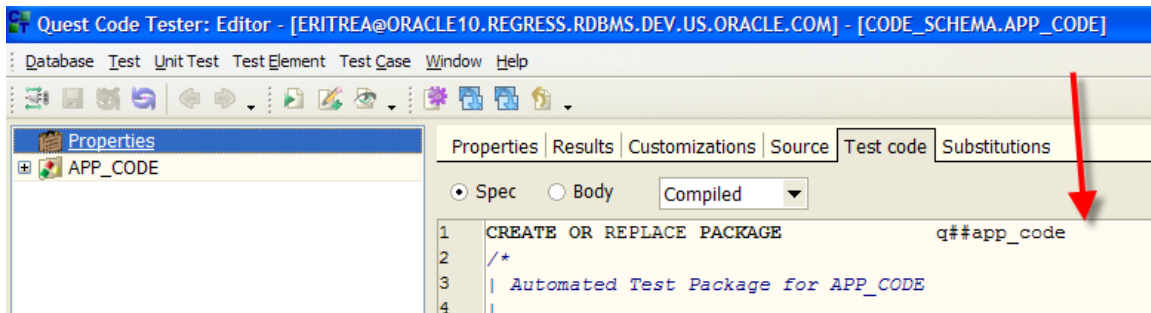 Quest Code Tester: Editor - [ERITREA@ORACLE10.REGRESS.RDBMS.DEV.US.ORACLE.COM] - [CODE_SCHEMA.APP_CODE]
Database Test Unit Test Test Element Test Case Window Help
Properties
APP_CODE
Properties Results Customizations Source Test code Substitutions
Spec Body Compiled
1 CREATE OR REPLACE PACKAGE q##app_code
2 /*
3 | Automated Test Package for APP_CODE
4 |